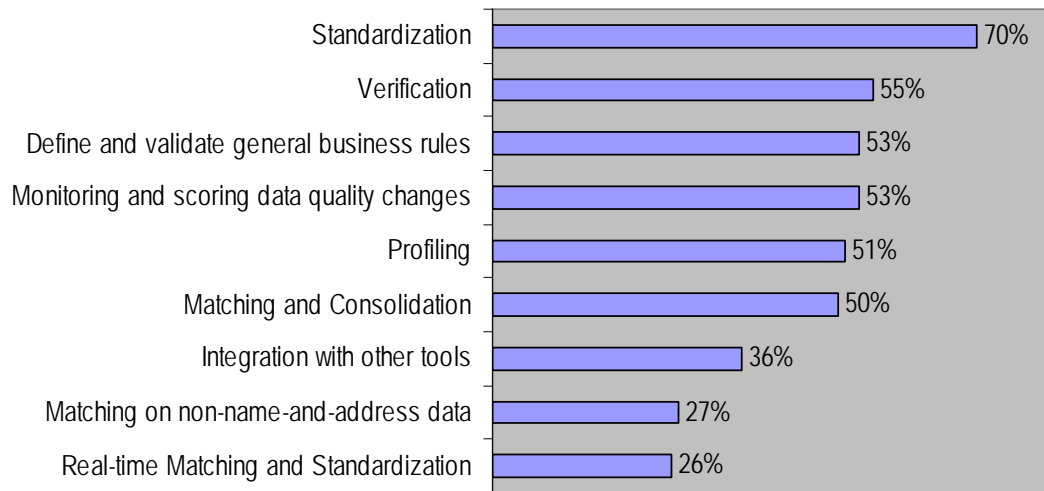 Standardization 70%
Verification 55%
Define and validate general business rules 53%
Monitoring and scoring data quality changes 53%
Profiling 51%
Matching and Consolidation 50%
Integration with other tools 36%
Matching on non-name-and-address data 27%
Real-time Matching and Standardization 26%